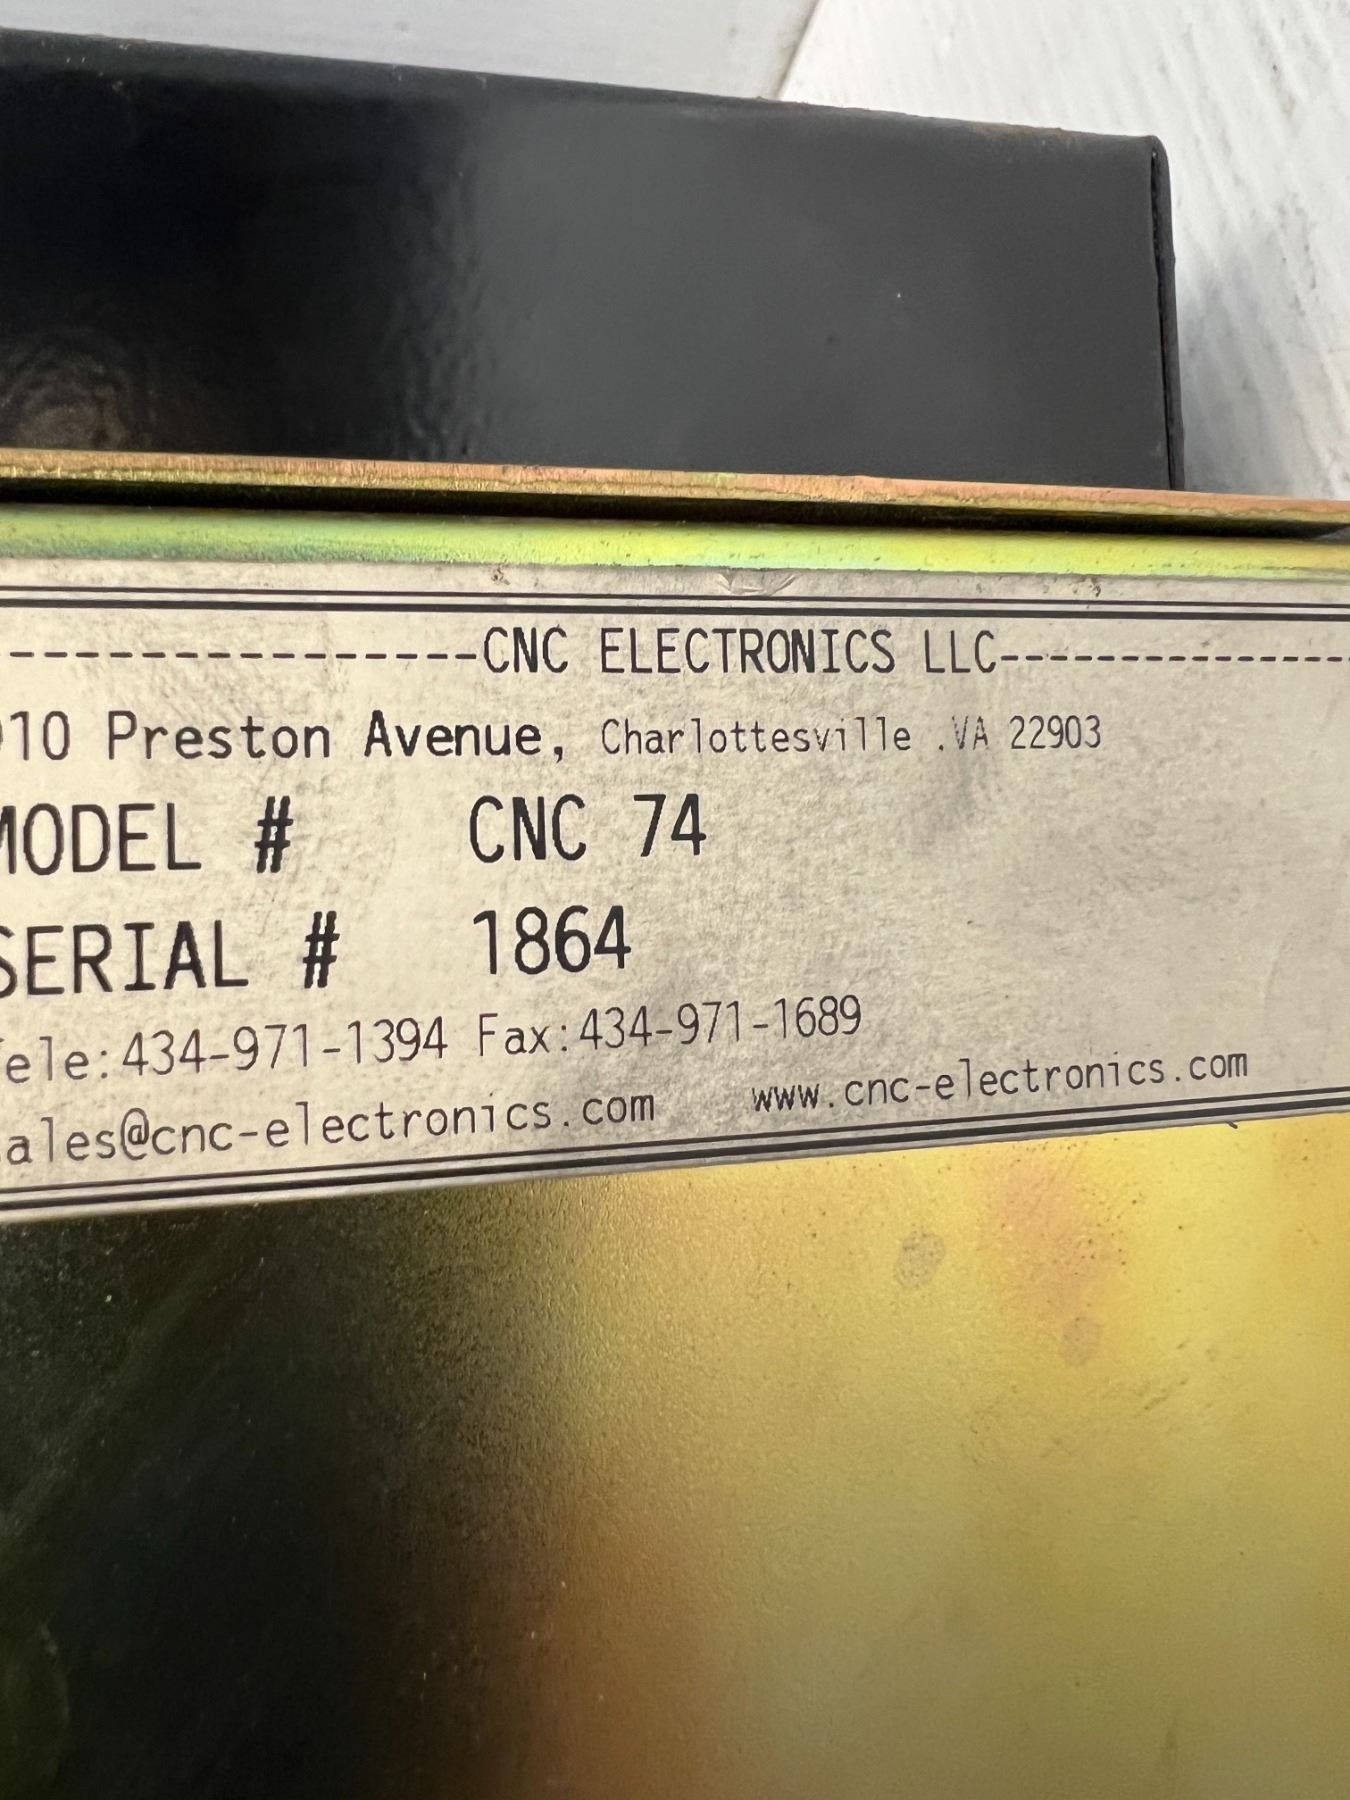 ----------------CNC ELECTRONICS LLC---------------
10 Preston Avenue, Charlottesville .VA 22903
MODEL # CNC 74
SERIAL # 1864
Tele:434-971-1394 Fax:434-971-1689
ales@cnc-electronics.com www.cnc-electronics.com